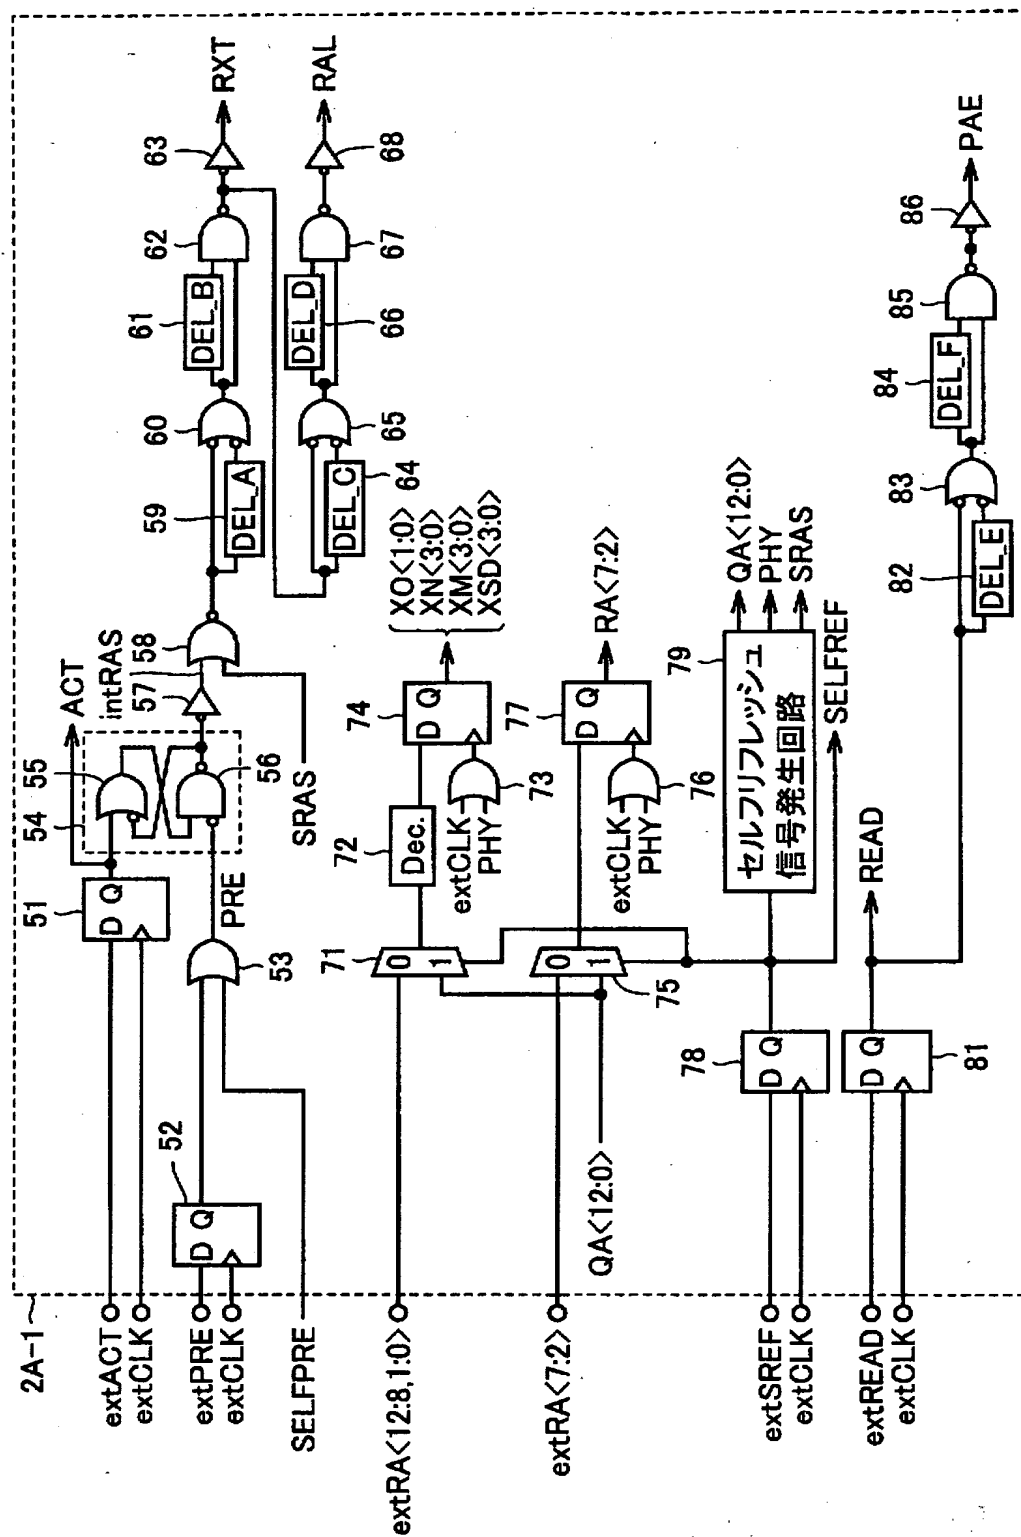 2A-1
extACT
extCLK
51
D Q
ACT
54
55
56
intRAS
57
58
59
DEL_A
60
61
DEL_B
62
63
RXT
extPRE
extCLK
52
D Q
53
PRE
SELFPRE
SRAS
64
DEL_C
65
66
DEL_D
67
68
RAL
extRA<12:8,1:0>
71
0
1
72
Dec.
extCLK
PHY
73
74
D Q
XO<1:0>
XN<3:0>
XM<3:0>
XSD<3:0>
extRA<7:2>
75
0
1
QA<12:0>
extCLK
PHY
76
77
D Q
RA<7:2>
extSREF
extCLK
78
D Q
79
セルフリフレッシュ
信号発生回路
QA<12:0>
PHY
SRAS
SELFREF
extREAD
extCLK
81
D Q
READ
82
DEL_E
83
84
DEL_F
85
86
PAE